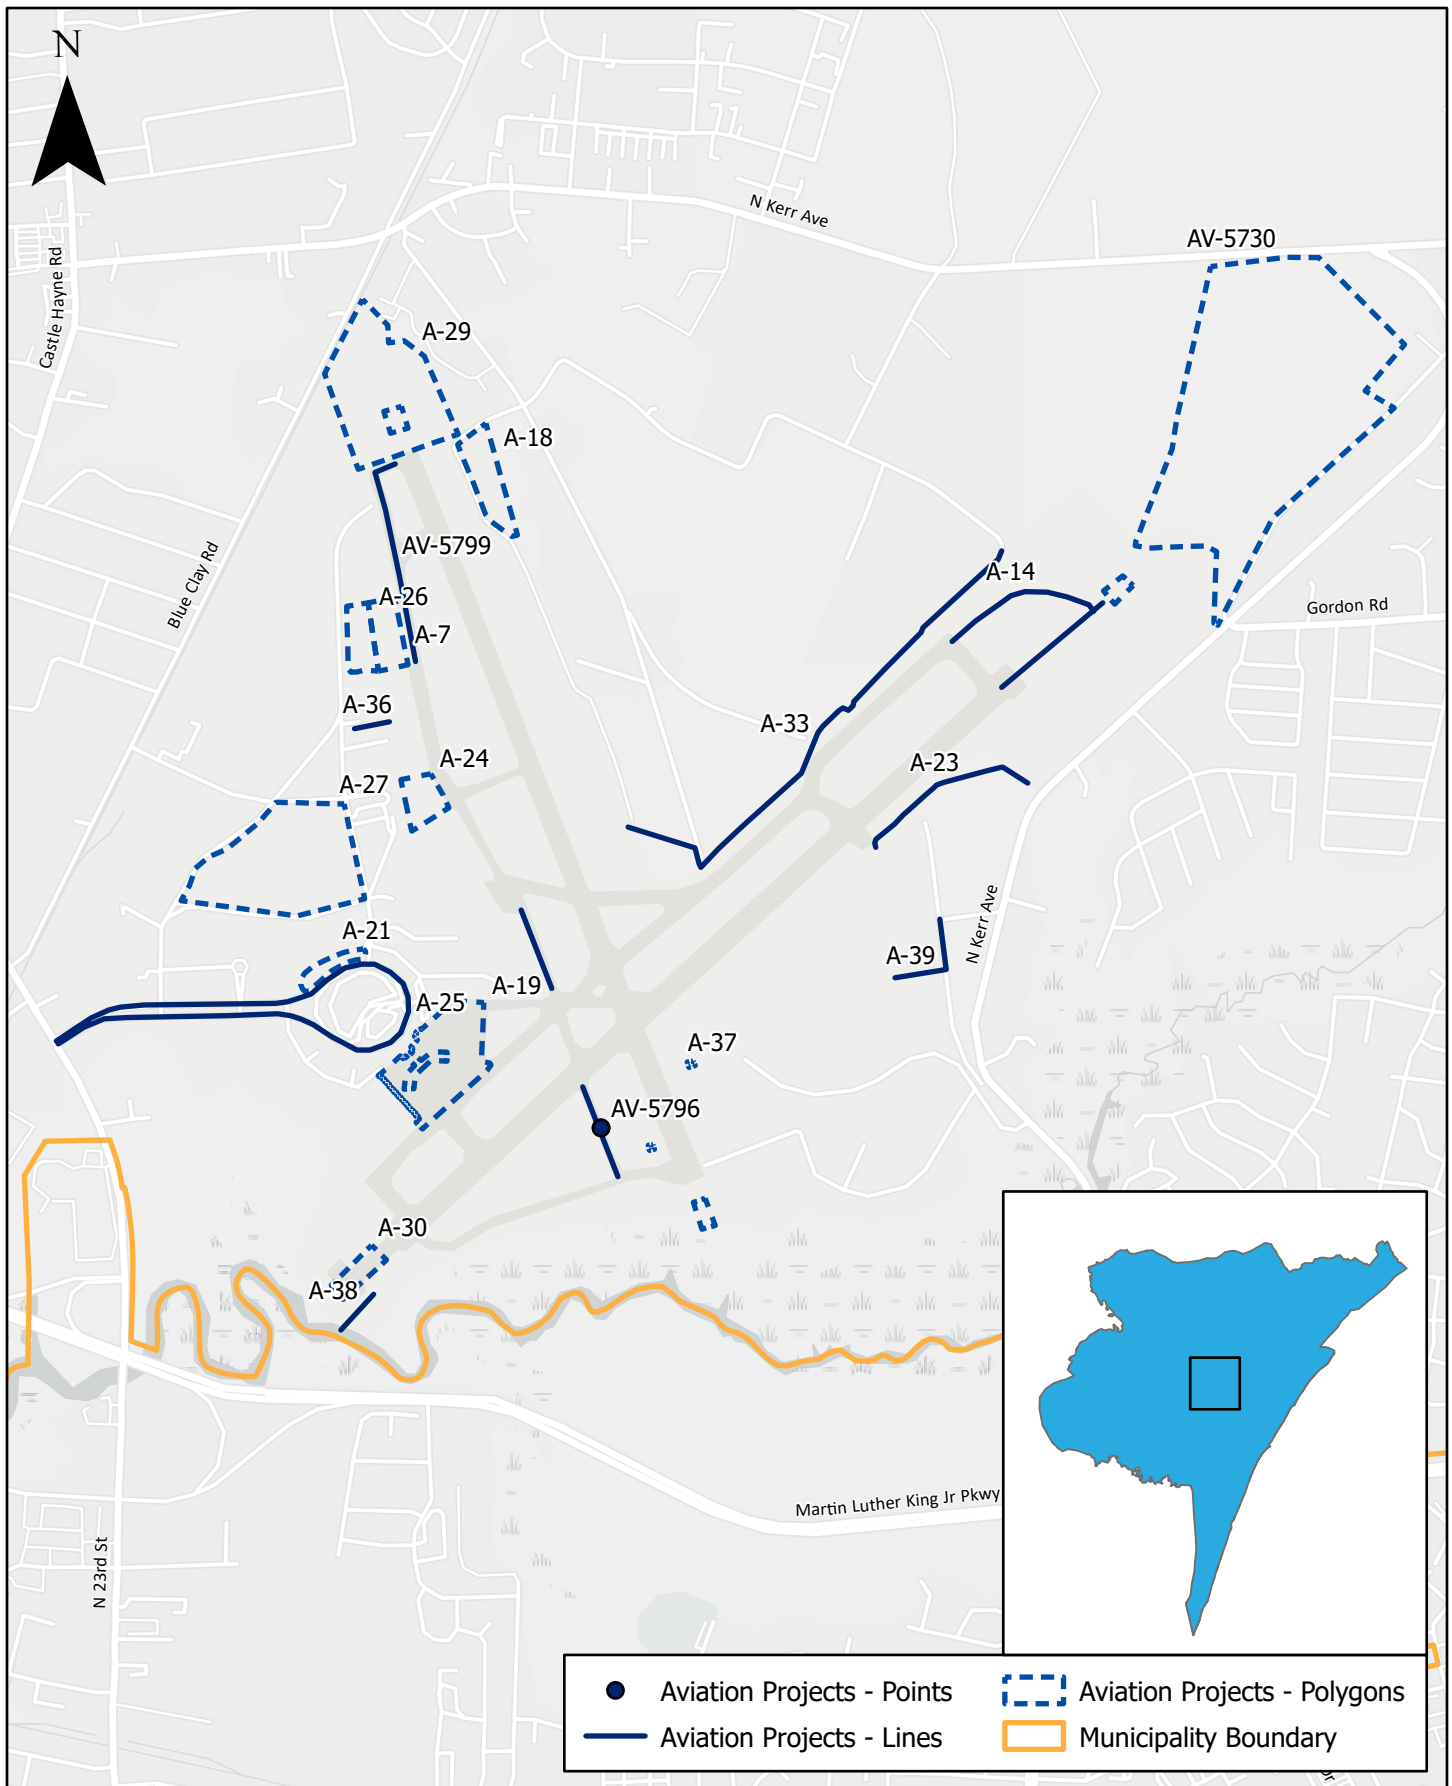 N
N Kerr Ave
AV-5730
Castle Hayne Rd
A-29
A-18
AV-5799
Blue Clay Rd
A-14
A-26
Gordon Rd
A-7
A-36
A-33
A-24
A-23
A-27
N Kerr Ave
A-21
A-39
A-19
A-25
A-37
AV-5796
A-30
A-38
Martin Luther King Jr Pkwy
N 23rd St
Aviation Projects - Points
Aviation Projects - Polygons
Aviation Projects - Lines
Municipality Boundary